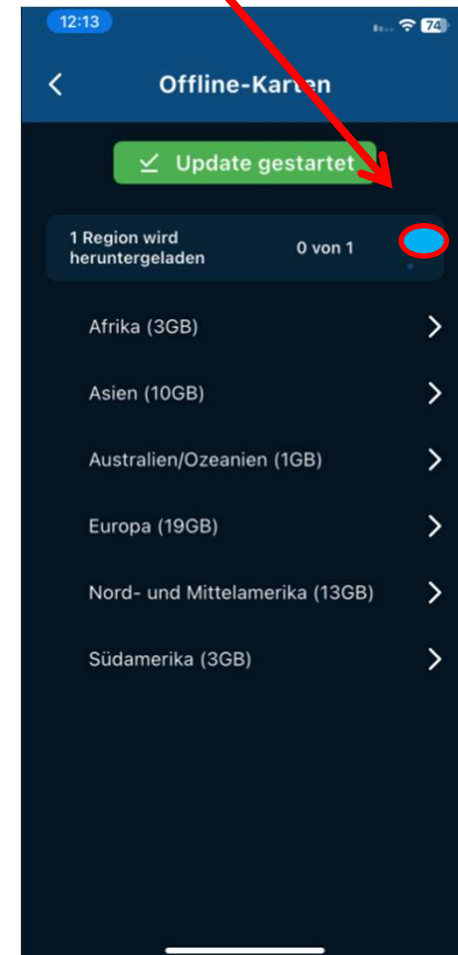 12:13
74
Offline-Karten
Update gestartet
1 Region wird
heruntergeladen
0 von 1
Afrika (3GB)
Asien (10GB)
Australien/Ozeanien (1GB)
Europa (19GB)
Nord- und Mittelamerika (13GB)
Südamerika (3GB)